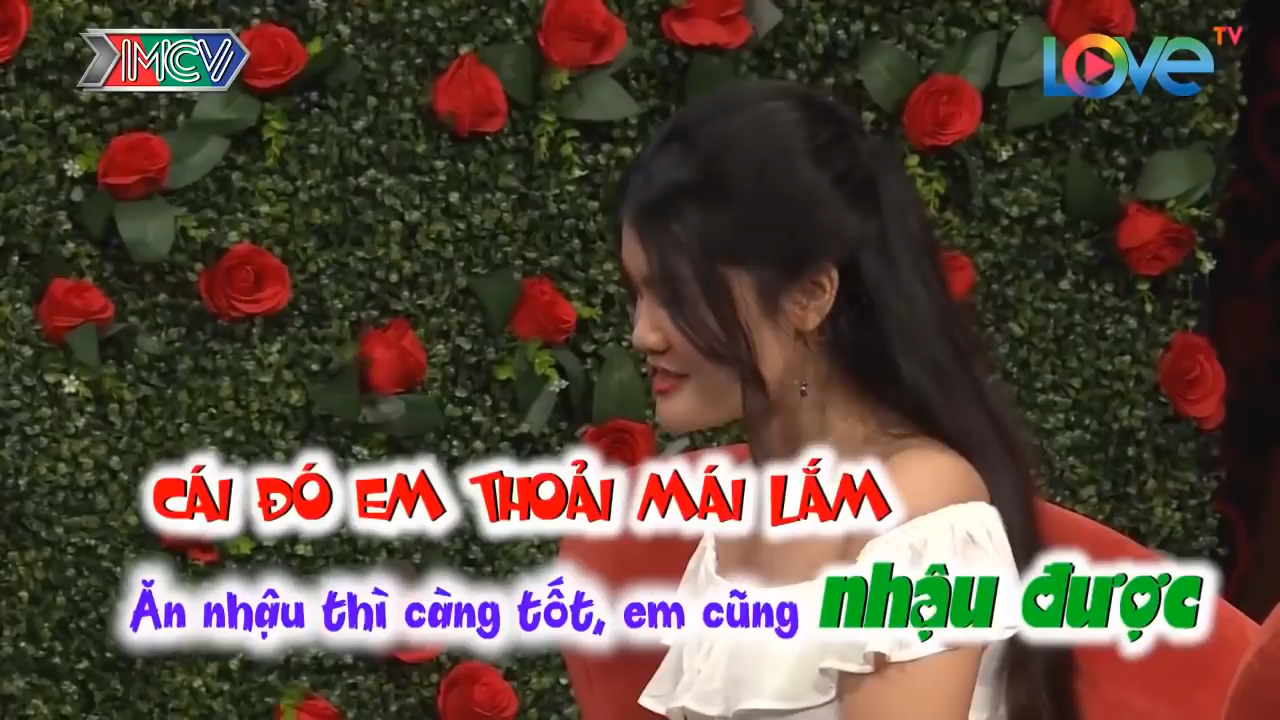 MCV
LOVE TV
CÁI ĐÓ EM THOẢI MÁI LẮM
Ăn nhậu thì càng tốt, em cũng nhậu được